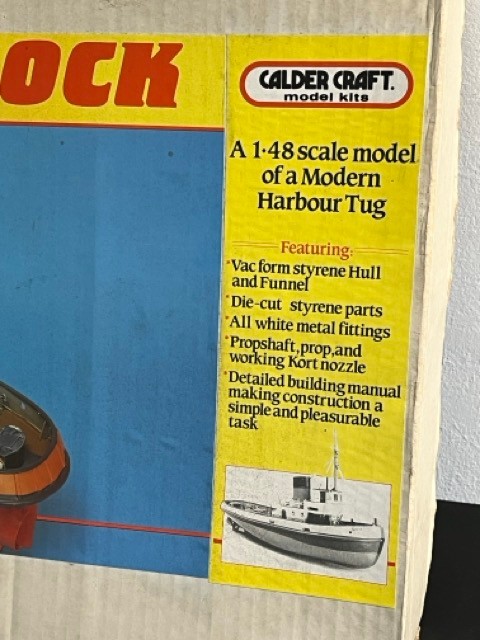 OCK
CALDER CRAFT.
model kits
A 1·48 scale model
of a Modern
Harbour Tug
Featuring:
*Vac form styrene Hull
and Funnel
*Die-cut styrene parts
*All white metal fittings
*Propshaft, prop, and
working Kort nozzle
*Detailed building manual
making construction a
simple and pleasurable
task